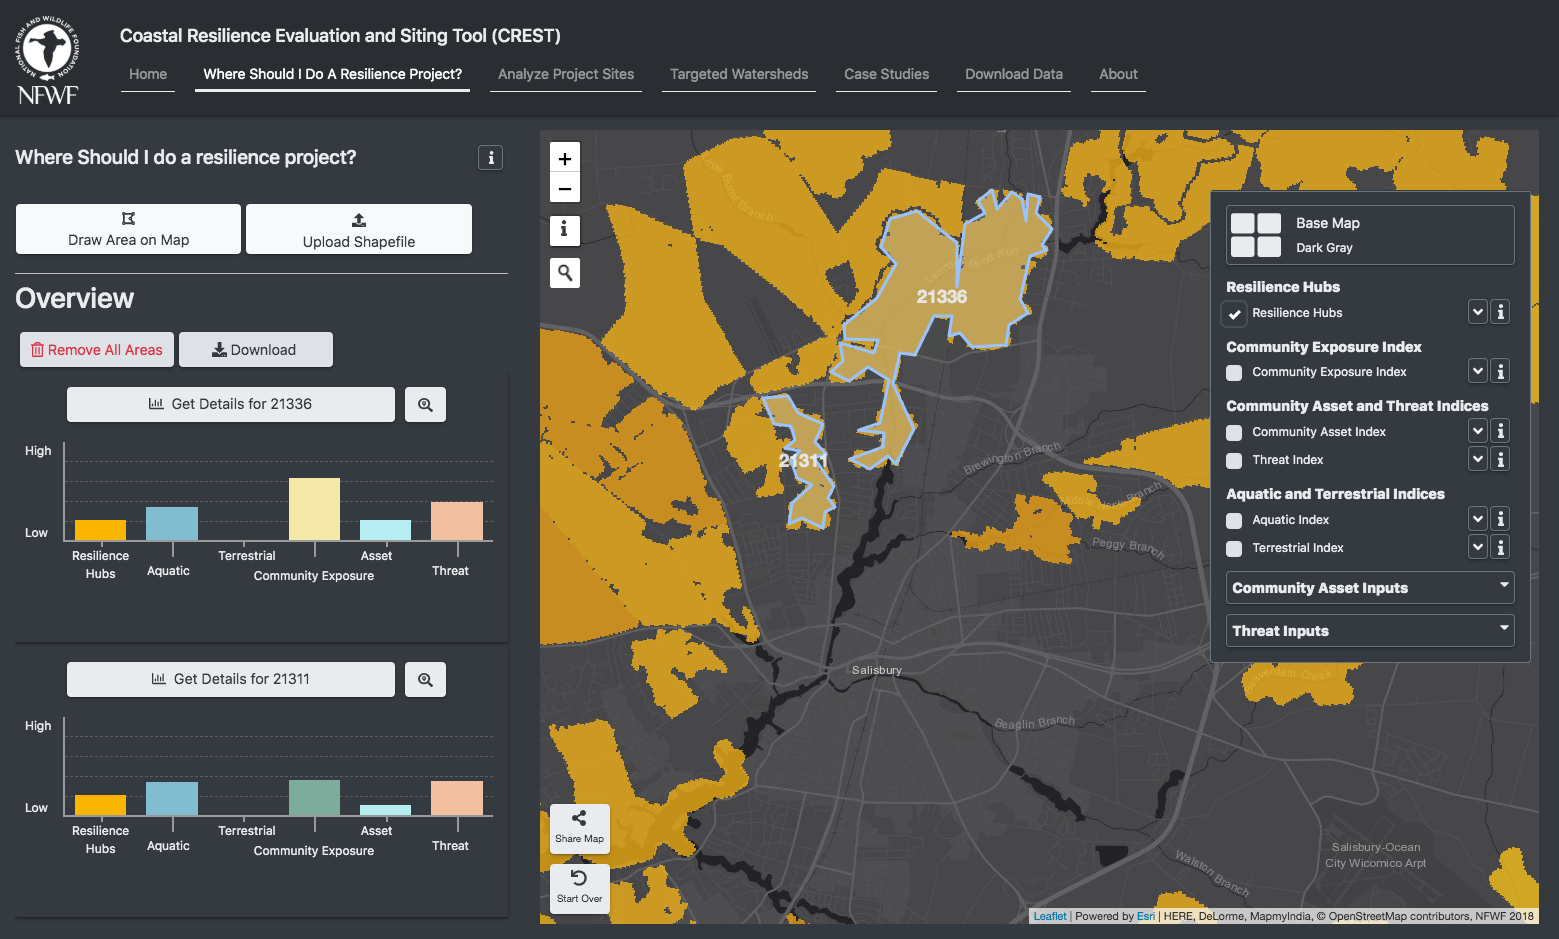 NATIONAL FISH AND WILDLIFE FOUNDATION
NFWF
Coastal Resilience Evaluation and Siting Tool (CREST)
Home
Where Should I Do A Resilience Project?
Analyze Project Sites
Targeted Watersheds
Case Studies
Download Data
About
Where Should I do a resilience project?
i
Draw Area on Map
Upload Shapefile
Overview
Remove All Areas
Download
Get Details for 21336
High
Low
Resilience
Hubs
Aquatic
Terrestrial
Community Exposure
Asset
Threat
Get Details for 21311
High
Low
Resilience
Hubs
Aquatic
Terrestrial
Community Exposure
Asset
Threat
+
−
i
21336
21311
Brewington Branch
Peggy Branch
Salisbury
Beaglin Branch
Beaverdam Creek
Walston Branch
Salisbury-Ocean
City Wicomico Arpt
Share Map
Start Over
Base Map
Dark Gray
Resilience Hubs
Resilience Hubs
i
Community Exposure Index
Community Exposure Index
i
Community Asset and Threat Indices
Community Asset Index
i
Threat Index
i
Aquatic and Terrestrial Indices
Aquatic Index
i
Terrestrial Index
i
Community Asset Inputs
Threat Inputs
Leaflet | Powered by Esri | HERE, DeLorme, MapmyIndia, © OpenStreetMap contributors, NFWF 2018